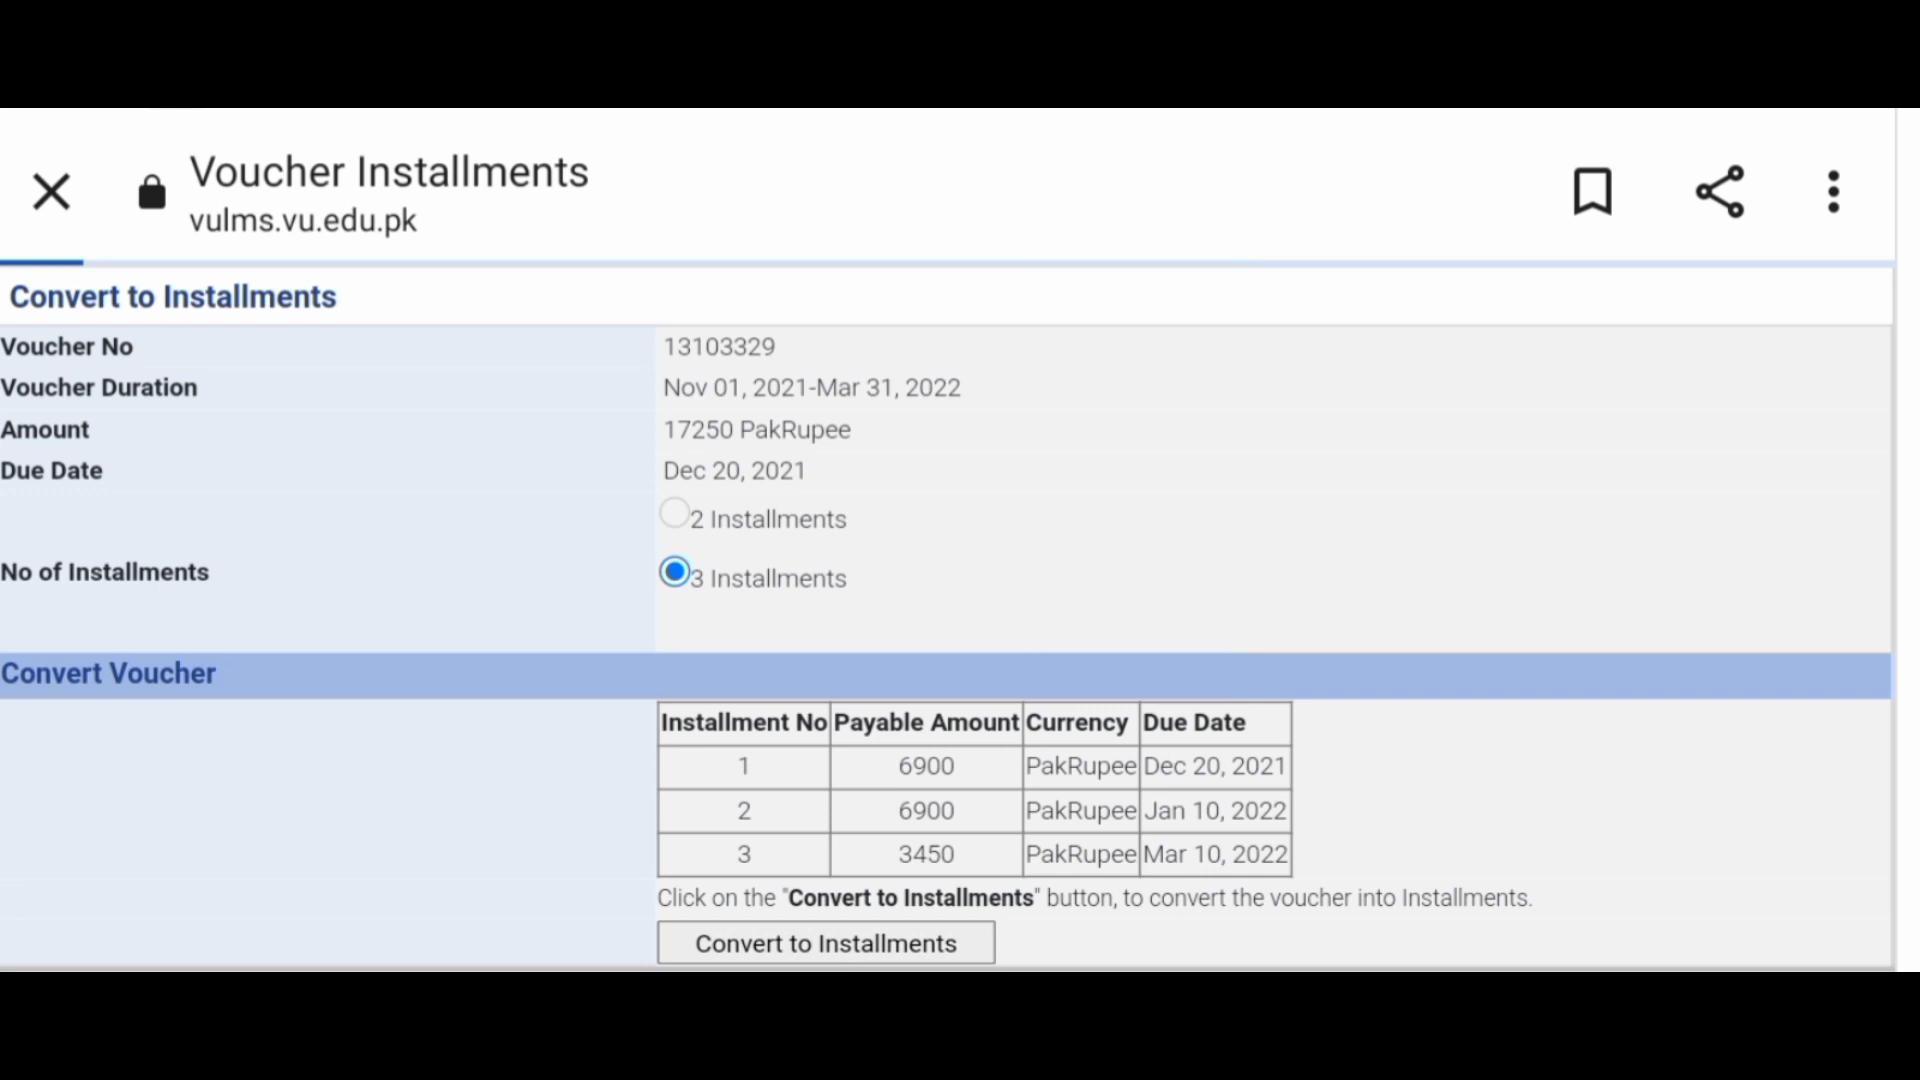 Voucher Installments
vulms.vu.edu.pk
Convert to Installments
Voucher No 13103329
Voucher Duration Nov 01, 2021-Mar 31, 2022
Amount 17250 PakRupee
Due Date Dec 20, 2021
2 Installments
No of Installments
3 Installments
Convert Voucher
Installment No Payable Amount Currency Due Date
1 6900 PakRupee Dec 20, 2021
2 6900 PakRupee Jan 10, 2022
3 3450 PakRupee Mar 10, 2022
Click on the "Convert to Installments" button, to convert the voucher into Installments.
Convert to Installments